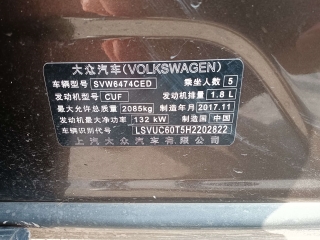 大众汽车(VOLKSWAGEN)
车辆型号 SVW6474CED 乘坐人数 5
发动机型号 CUF 发动机排量 1.8 L
最大允许总质量 2085kg 制造年月 2017.11
发动机最大净功率 132 kW 制造国 中国
车辆识别代号 LSVUC60T5H2202822
上汽大众汽车有限公司